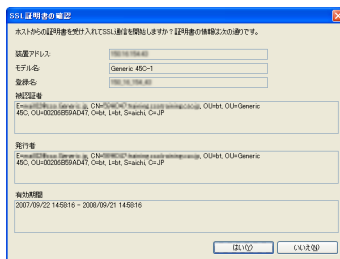 SSL証明書の確認
ホストからの証明書を受け入れてSSL通信を開始しますか？証明書の情報は次の通りです。
装置アドレス:
モデル名: Generic 45C-1
登録名:
被認証者
OU=bt, OU=Generic
45C, OU=00206B59AD47, O=bt, L=bt, S=aichi, C=JP
発行者
OU=bt, OU=Generic
45C, OU=00206B59AD47, O=bt, L=bt, S=aichi, C=JP
有効期間
2007/09/22 14:58:16 - 2008/09/21 14:58:16
はい(Y) いいえ(N)